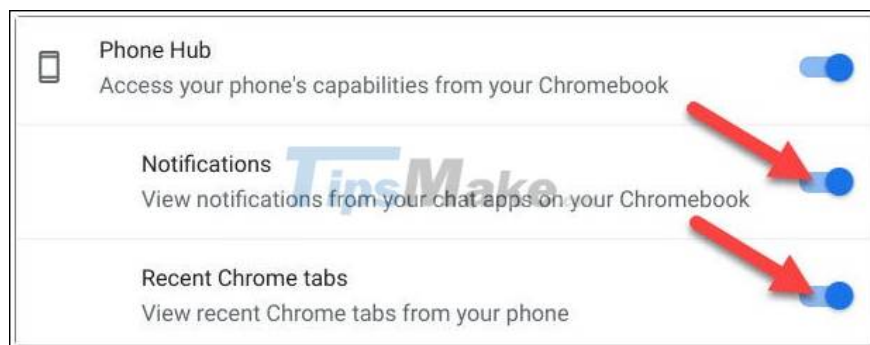 Phone Hub
Access your phone's capabilities from your Chromebook
Notifications
View notifications from your chat apps on your Chromebook
TipsMake.com
Recent Chrome tabs
View recent Chrome tabs from your phone